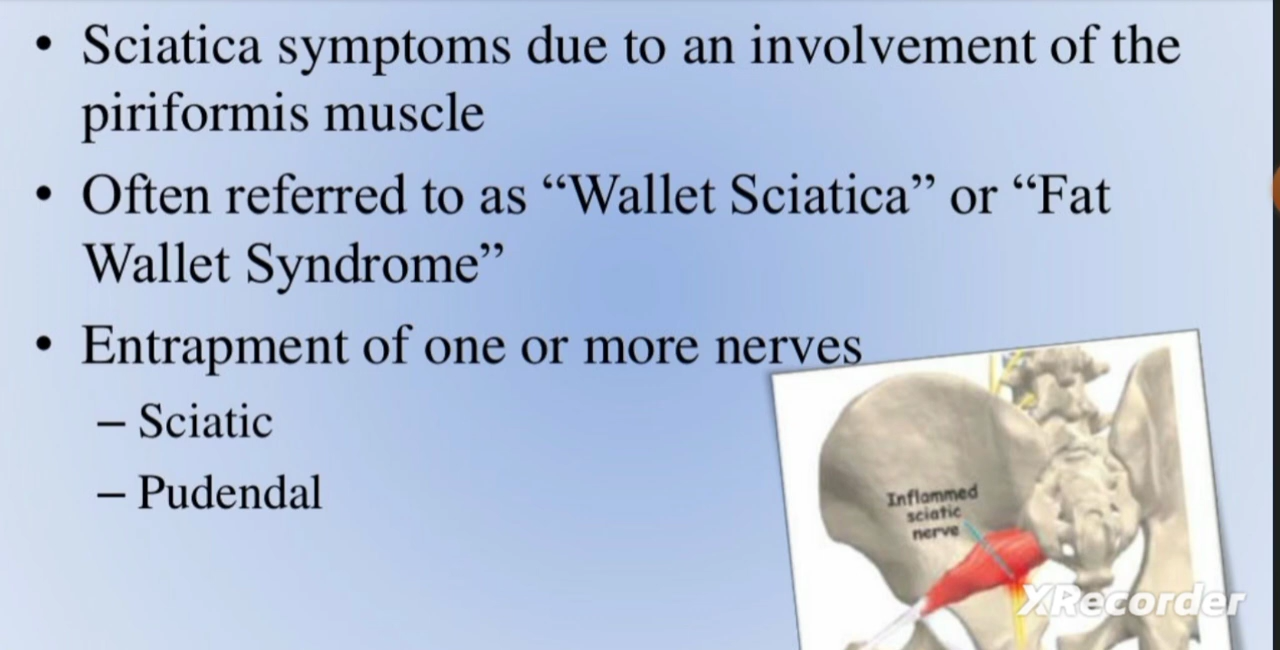 • Sciatica symptoms due to an involvement of the
piriformis muscle
• Often referred to as “Wallet Sciatica” or “Fat
Wallet Syndrome”
• Entrapment of one or more nerves
– Sciatic
– Pudendal
Inflammed
sciatic
nerve
XRecorder